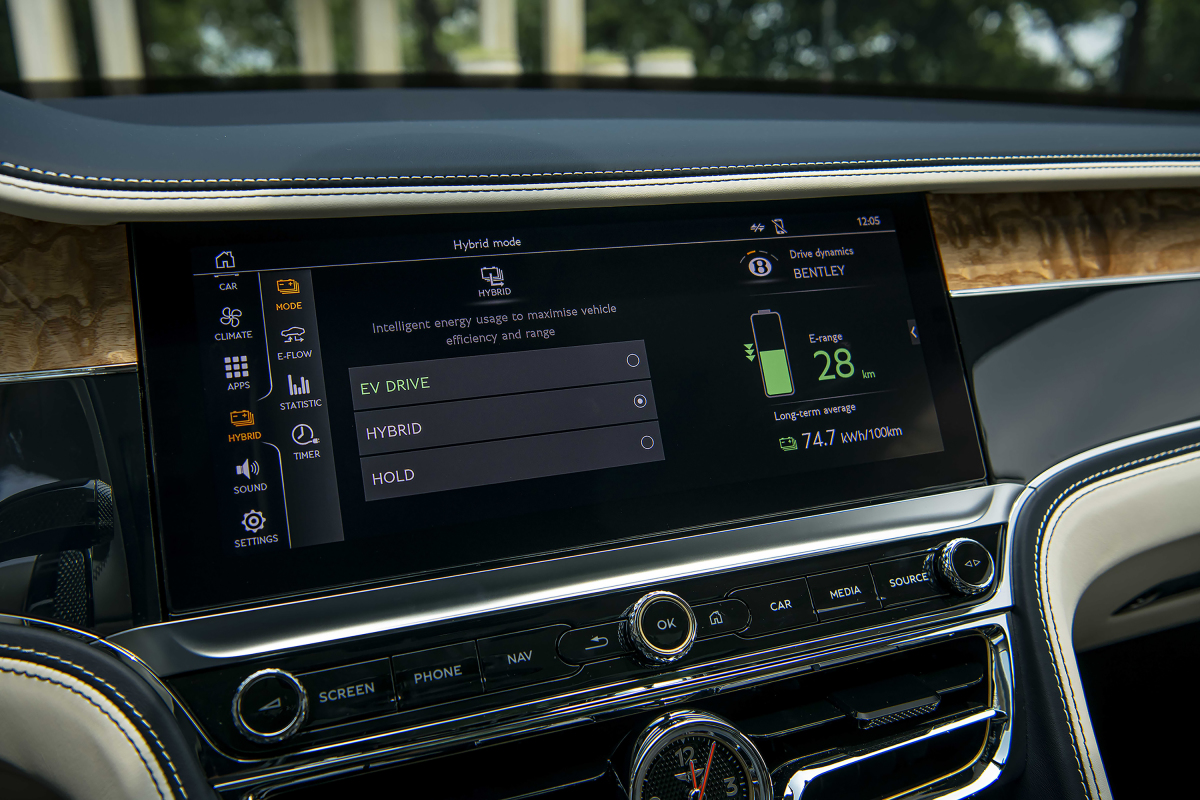 Hybrid mode
12:05
CAR
CLIMATE
APPS
HYBRID
SOUND
SETTINGS
MODE
E-FLOW
STATISTIC
TIMER
HYBRID
Intelligent energy usage to maximise vehicle
efficiency and range
EV DRIVE
HYBRID
HOLD
B
Drive dynamics
BENTLEY
E-range
28 km
Long-term average
74.7 kWh/100km
SCREEN
PHONE
NAV
OK
CAR
MEDIA
SOURCE
12
3